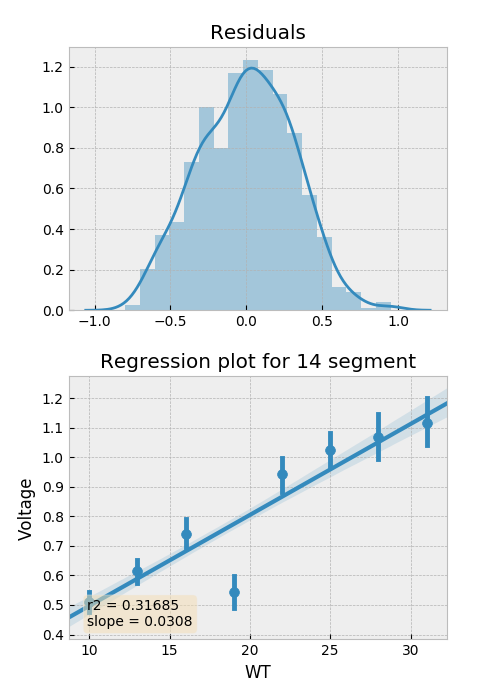 Residuals
1.2
1.0
0.8
0.6
0.4
0.2
0.0
−1.0 −0.5 0.0 0.5 1.0
Regression plot for 14 segment
1.2
1.1
1.0
0.9
0.8
0.7
0.6
0.5
0.4
Voltage
r2 = 0.31685
slope = 0.0308
10 15 20 25 30
WT